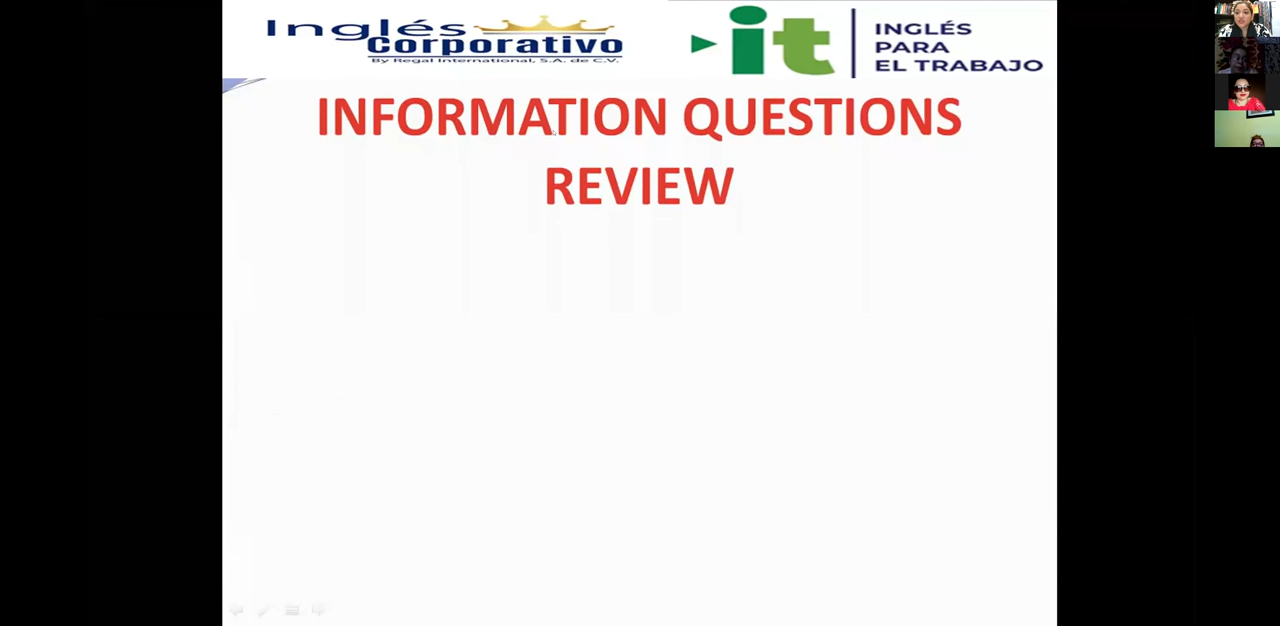 Inglés
Corporativo
By Regal International, S.A. de C.V.
it
INGLÉS
PARA
EL TRABAJO
INFORMATION QUESTIONS
REVIEW